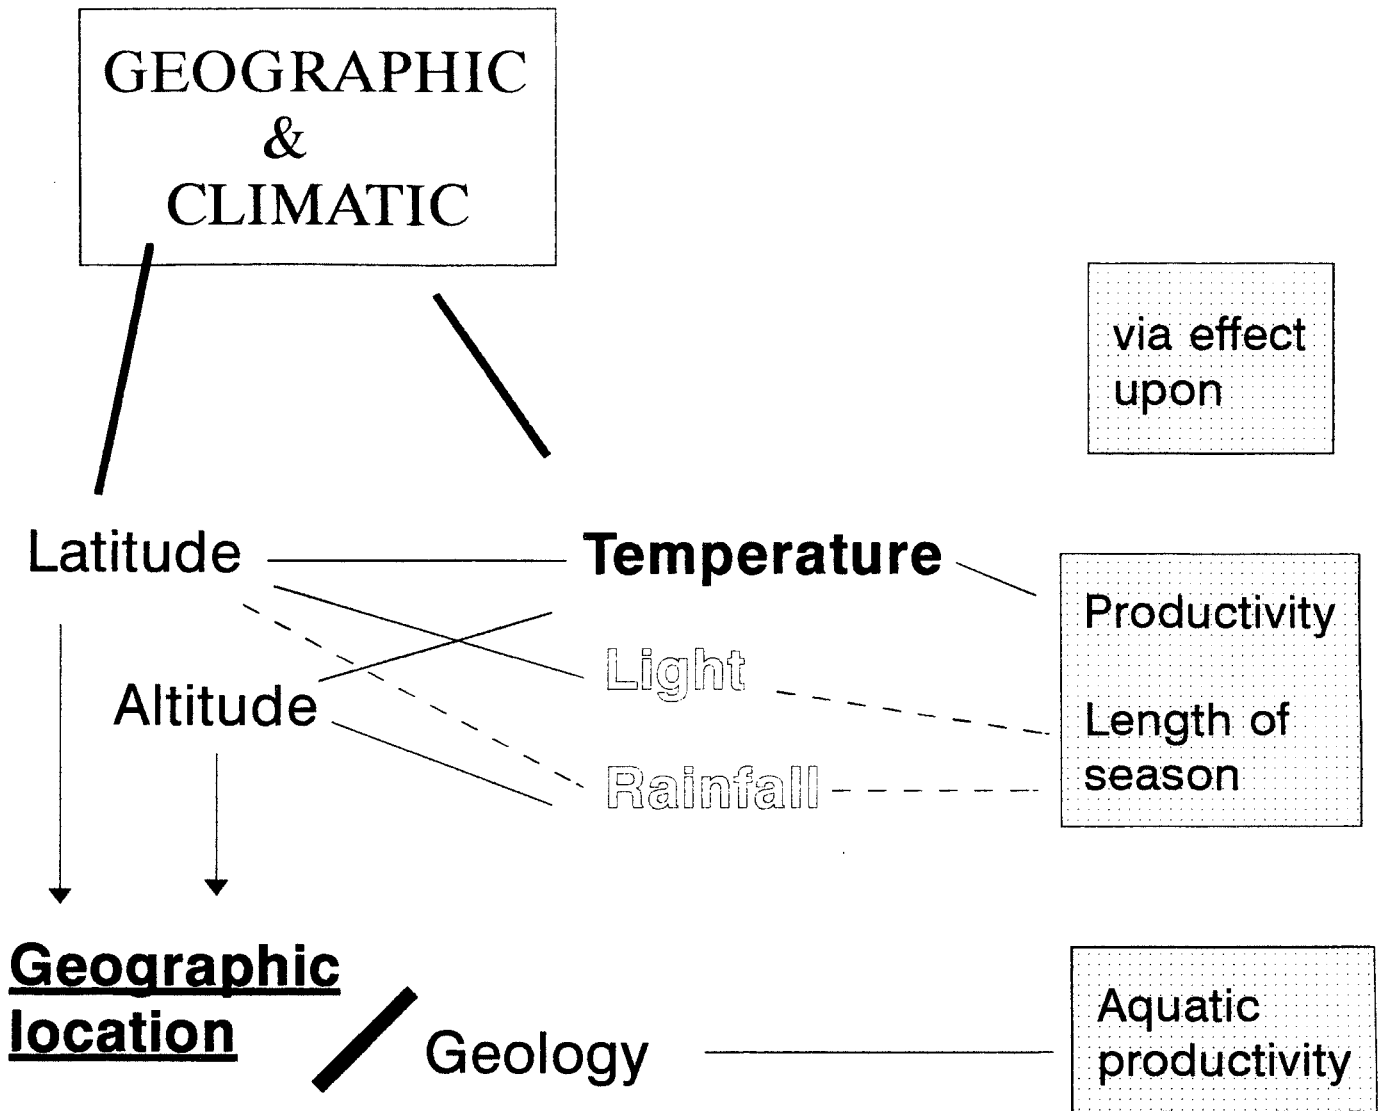 GEOGRAPHIC
&
CLIMATIC
via effect
upon
Latitude
Temperature
Productivity
Light
Altitude
Length of
season
Rainfall
Geographic
location
Geology
Aquatic
productivity